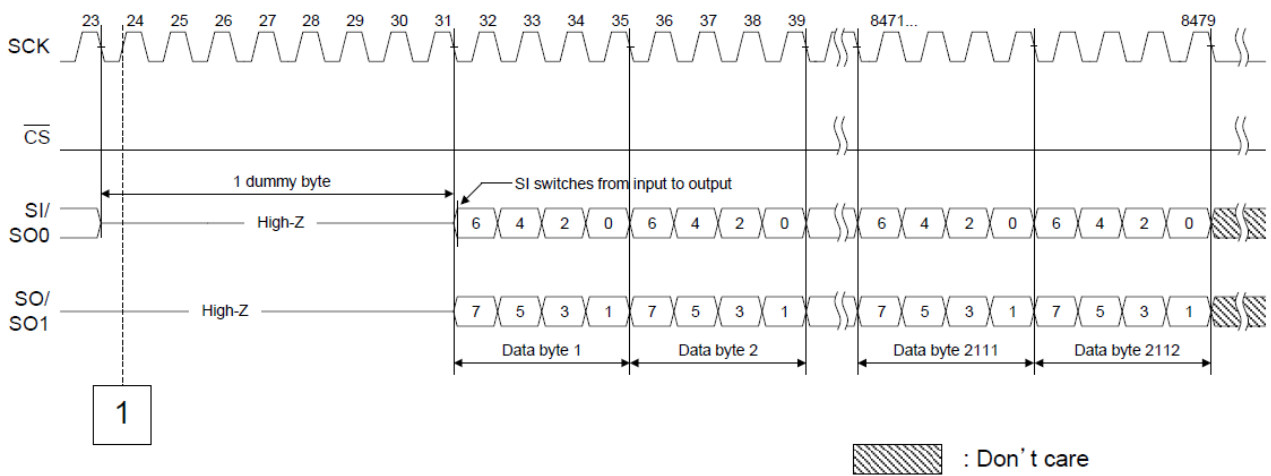 23 24 25 26 27 28 29 30 31 32 33 34 35 36 37 38 39 8471... 8479
SCK
CS
1 dummy byte
SI switches from input to output
SI/
SO0
High-Z
6 4 2 0 6 4 2 0 6 4 2 0 6 4 2 0
SO/
SO1
High-Z
7 5 3 1 7 5 3 1 7 5 3 1 7 5 3 1
Data byte 1 Data byte 2 Data byte 2111 Data byte 2112
1
: Don't care